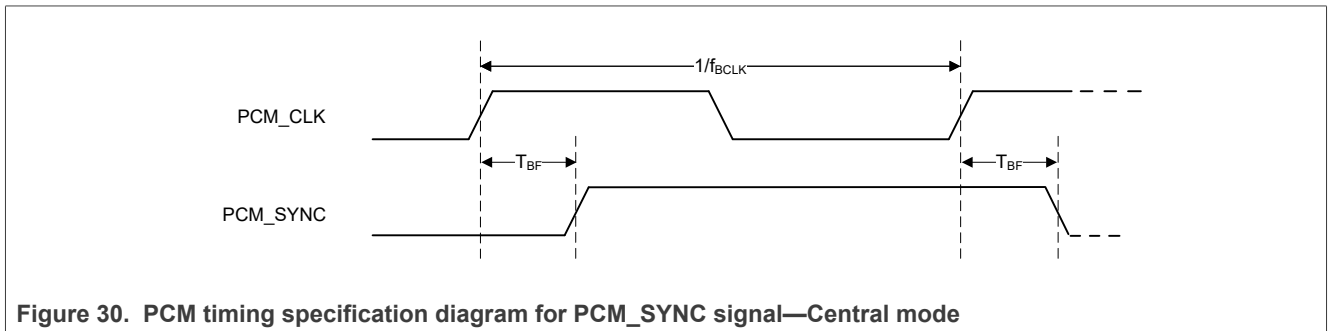 1/fBCLK
PCM_CLK
TBF TBF
PCM_SYNC
Figure 30. PCM timing specification diagram for PCM_SYNC signal—Central mode